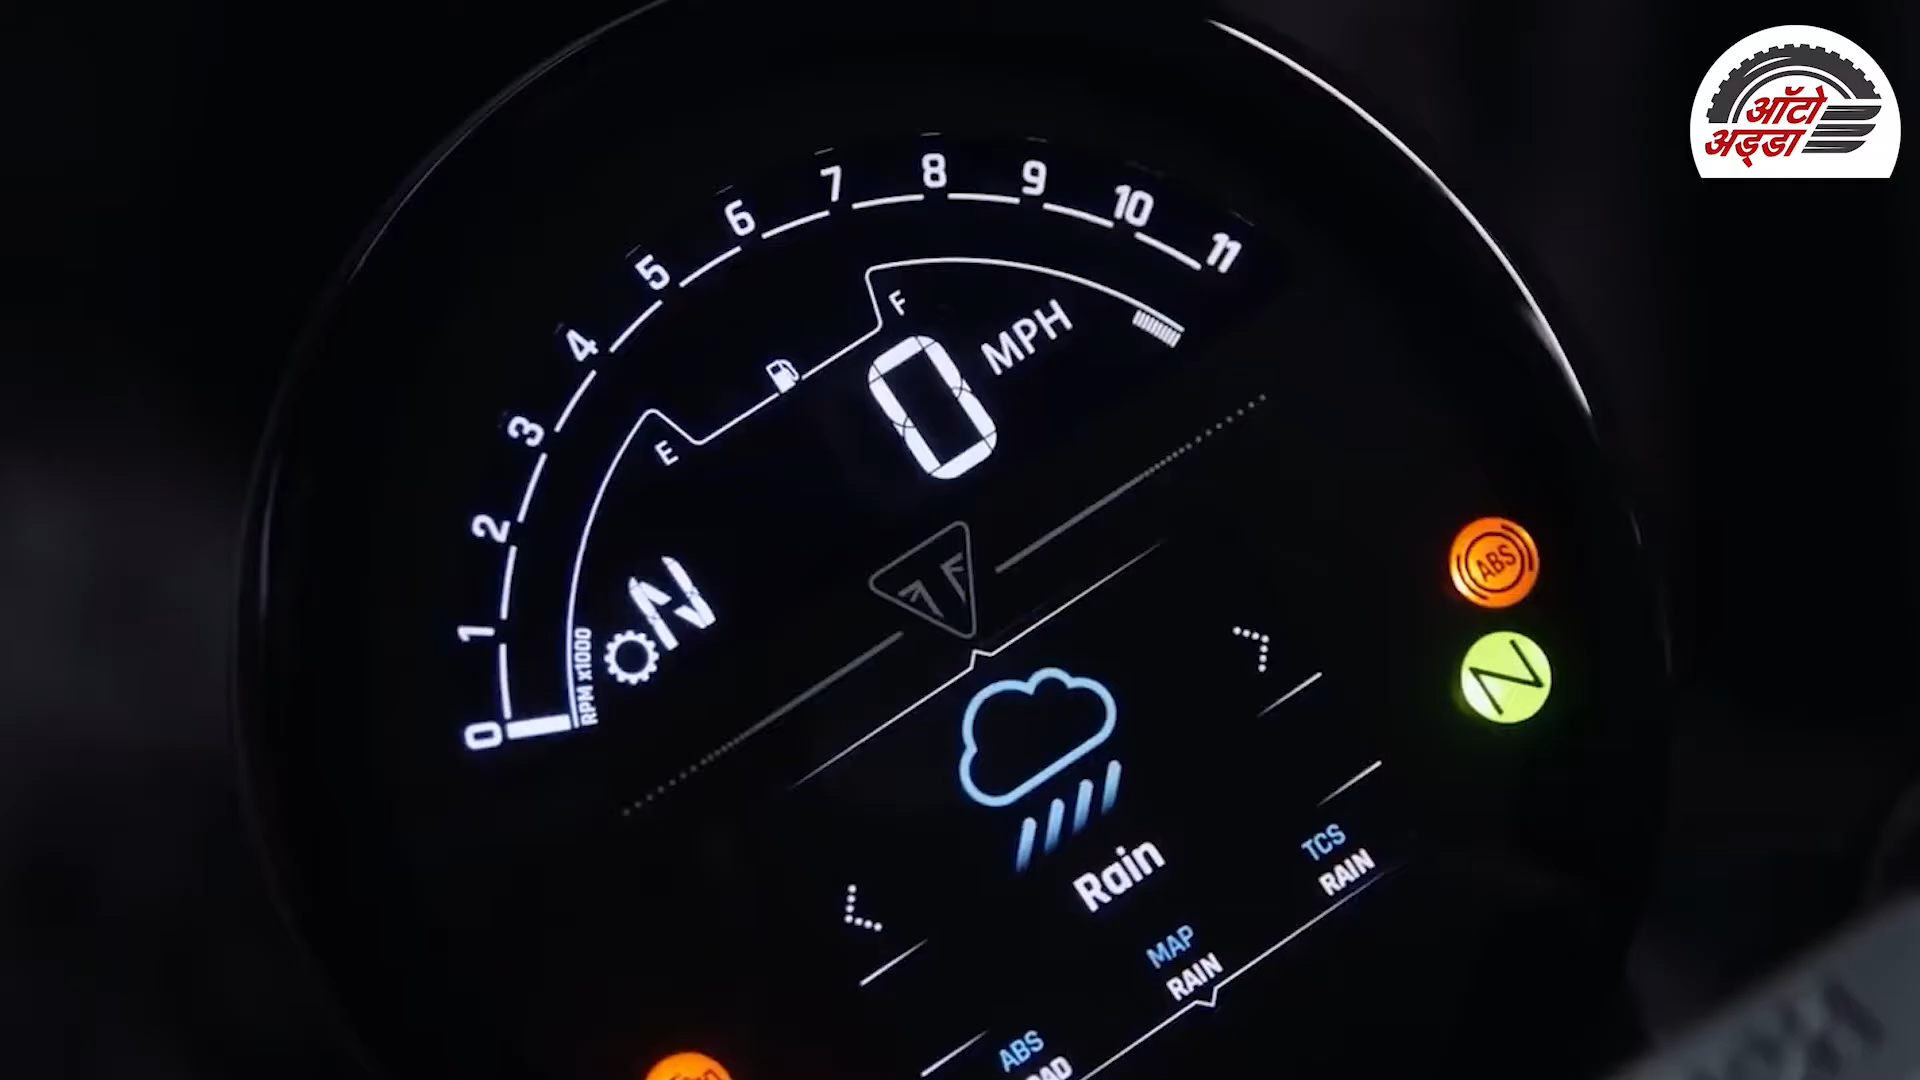 ऑटो
अड्डा
0
1
2
3
4
5
6
7
8
9
10
11
RPM x1000
E
F
0 MPH
N
ABS
N
Rain
TCS
RAIN
MAP
RAIN
ABS